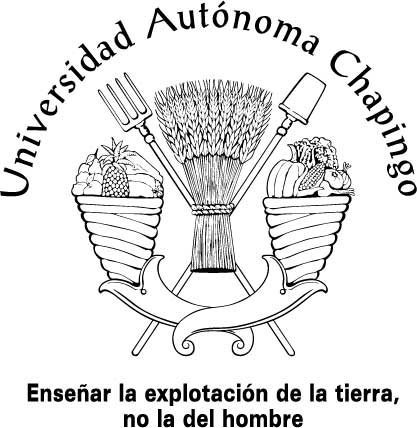 Universidad Autónoma Chapingo
Enseñar la explotación de la tierra,
no la del hombre